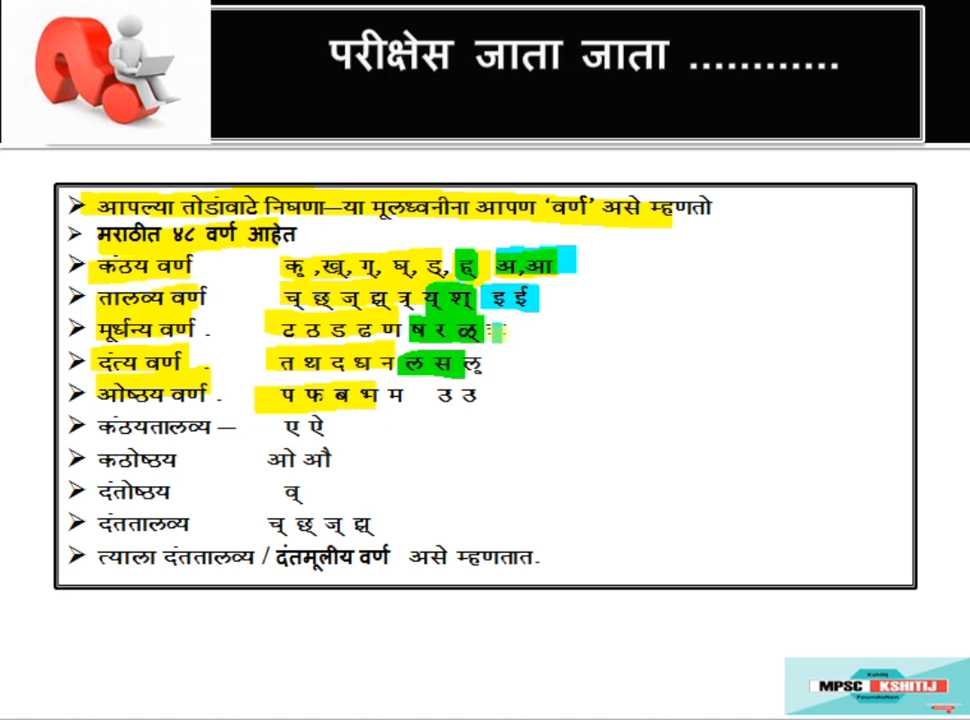 परीक्षेस जाता जाता ............
आपल्या तोडांवाटे निघणा–या मूलध्वनीना आपण ‘वर्ण’ असे म्हणतो
मराठीत ४८ वर्ण आहेत
कंठय वर्ण क् ,ख्, ग्, घ्, ड्, ह् अ,आ
तालव्य वर्ण च् छ् ज् झ् त्र् य् श् इ ई
मूर्धन्य वर्ण . ट ठ ड ढ ण ष र ळ्
दंत्य वर्ण . त थ द ध न ल स लृ
ओष्ठय वर्ण . प फ ब भ म उ उ
कंठयतालव्य – ए ऐ
कठोष्ठय ओ औ
दंतोष्ठय व्
दंततालव्य च् छ् ज् झ्
त्याला दंततालव्य / दंतमूलीय वर्ण असे म्हणतात.
Kshitij
MPSC KSHITIJ
Foundation